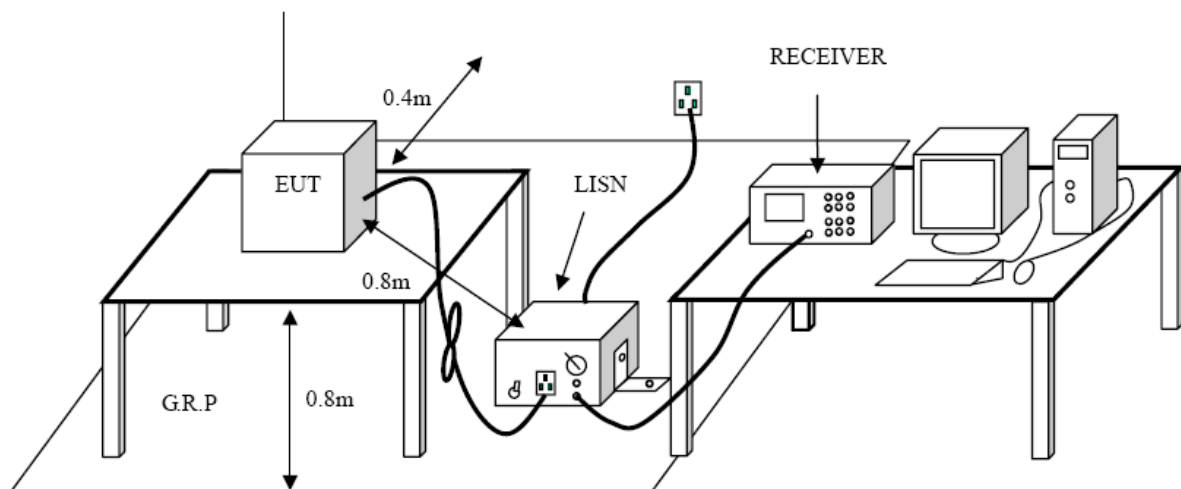 RECEIVER
0.4m
EUT
LISN
0.8m
G.R.P
0.8m